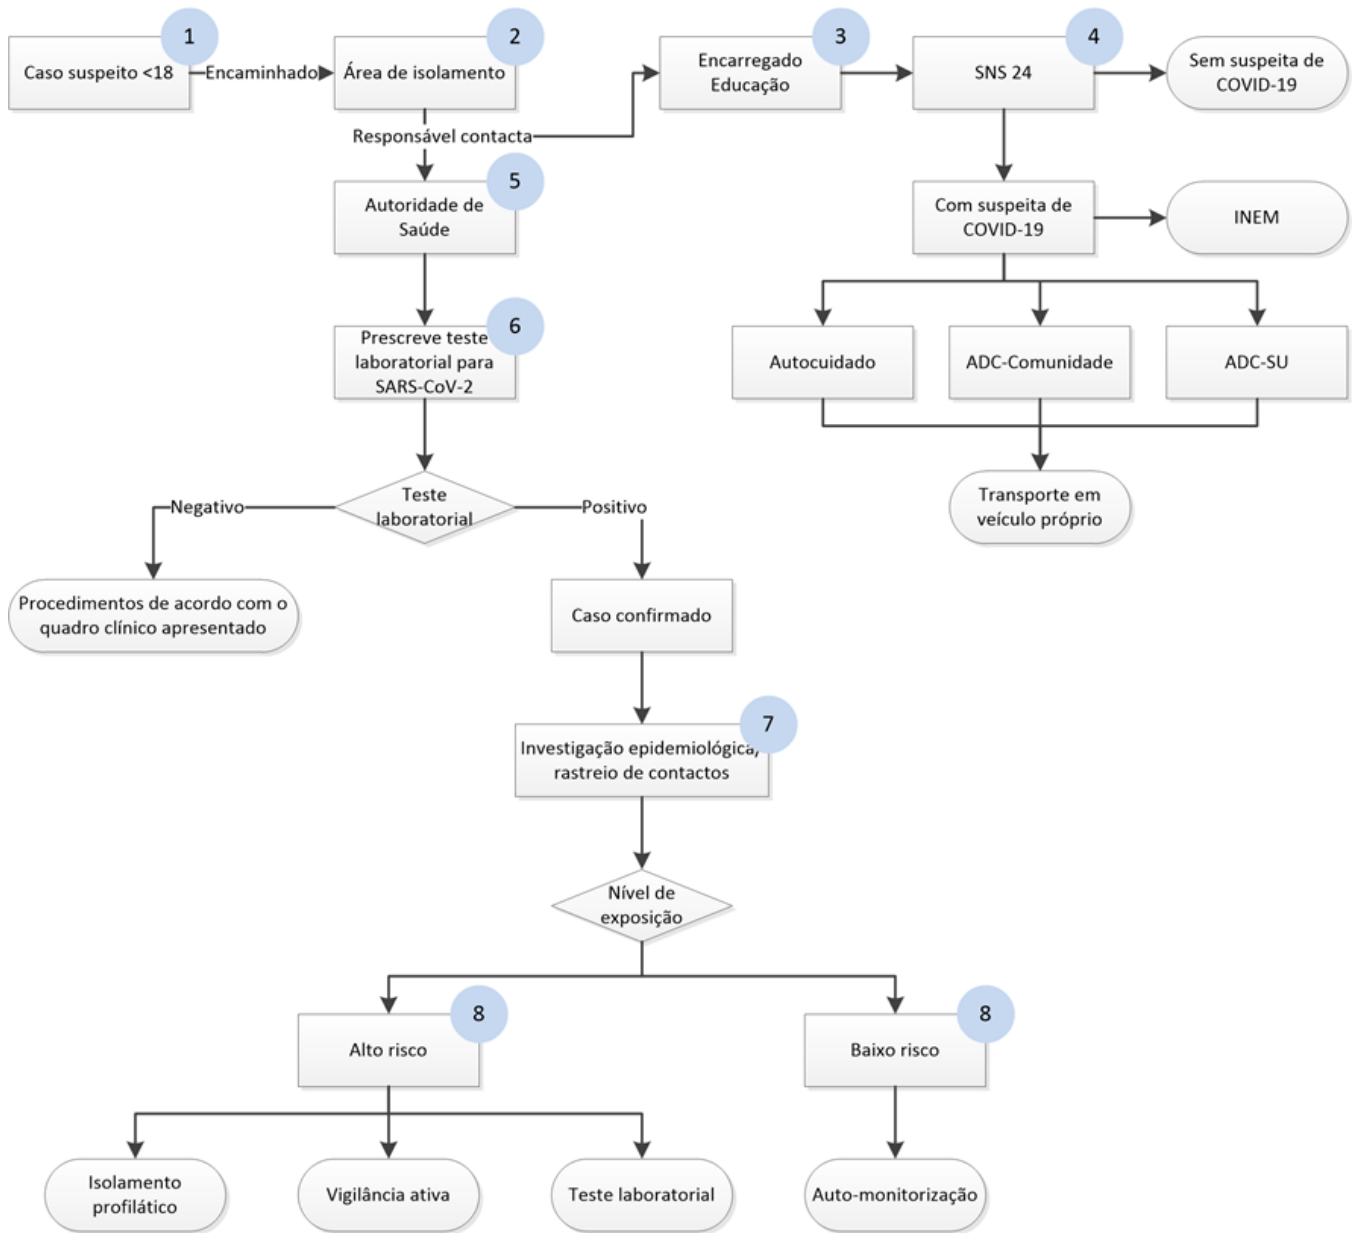 1
Caso suspeito <18
Encaminhado
2
Área de isolamento
Responsável contacta
3
Encarregado
Educação
4
SNS 24
Sem suspeita de
COVID-19
5
Autoridade de
Saúde
Com suspeita de
COVID-19
INEM
6
Prescreve teste
laboratorial para
SARS-CoV-2
Autocuidado
ADC-Comunidade
ADC-SU
Transporte em
veículo próprio
Teste
laboratorial
Negativo
Positivo
Procedimentos de acordo com o
quadro clínico apresentado
Caso confirmado
7
Investigação epidemiológica/
rastreio de contactos
Nível de
exposição
8
Alto risco
8
Baixo risco
Isolamento
profilático
Vigilância ativa
Teste laboratorial
Auto-monitorização